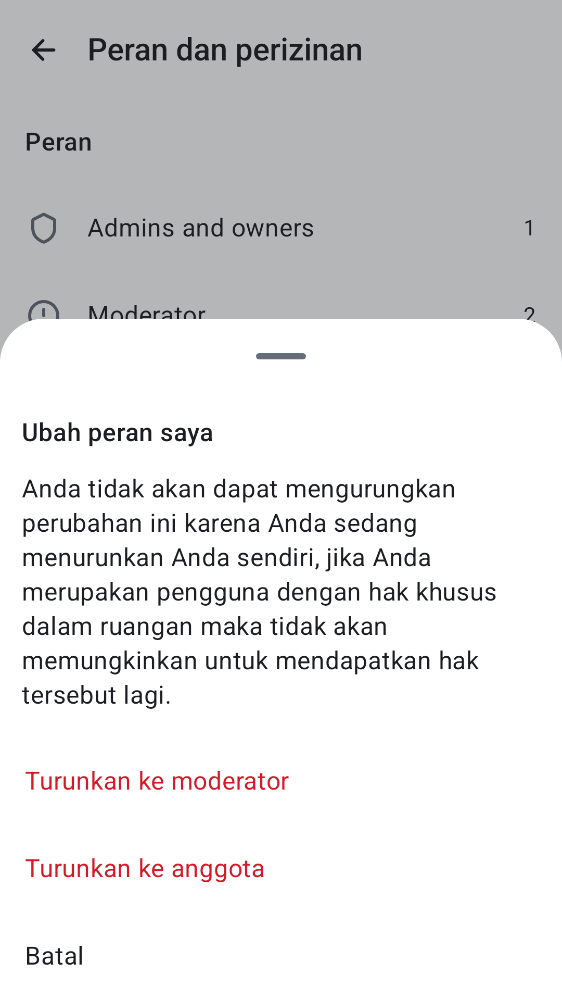 Peran dan perizinan
Peran
Admins and owners 1
Moderator 2
Ubah peran saya
Anda tidak akan dapat mengurungkan
perubahan ini karena Anda sedang
menurunkan Anda sendiri, jika Anda
merupakan pengguna dengan hak khusus
dalam ruangan maka tidak akan
memungkinkan untuk mendapatkan hak
tersebut lagi.
Turunkan ke moderator
Turunkan ke anggota
Batal